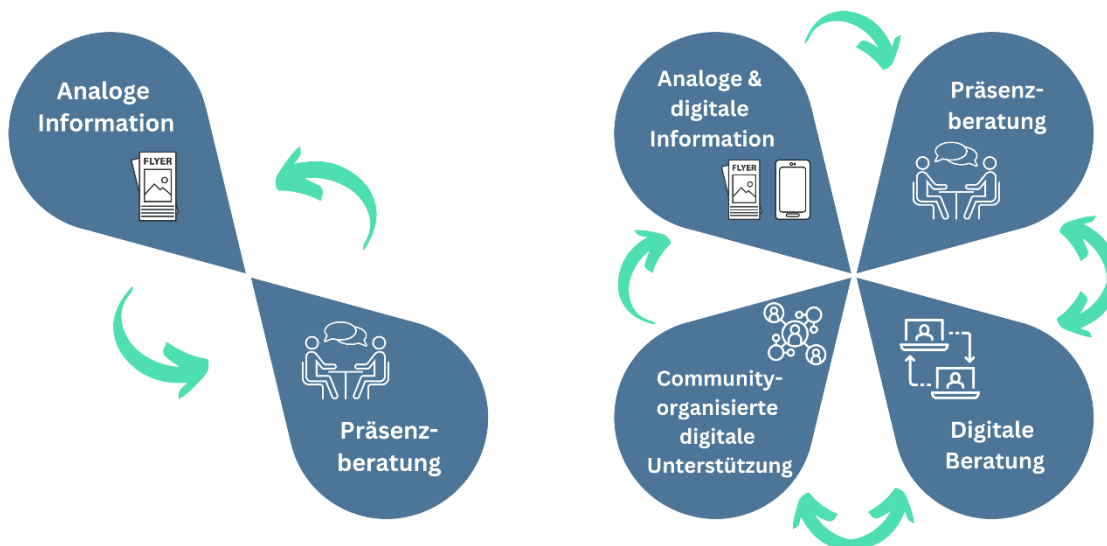 Analoge
Information
FLYER
Präsenz-
beratung
Analoge &
digitale
Information
FLYER
Präsenz-
beratung
Community-
organisierte
digitale
Unterstützung
Digitale
Beratung